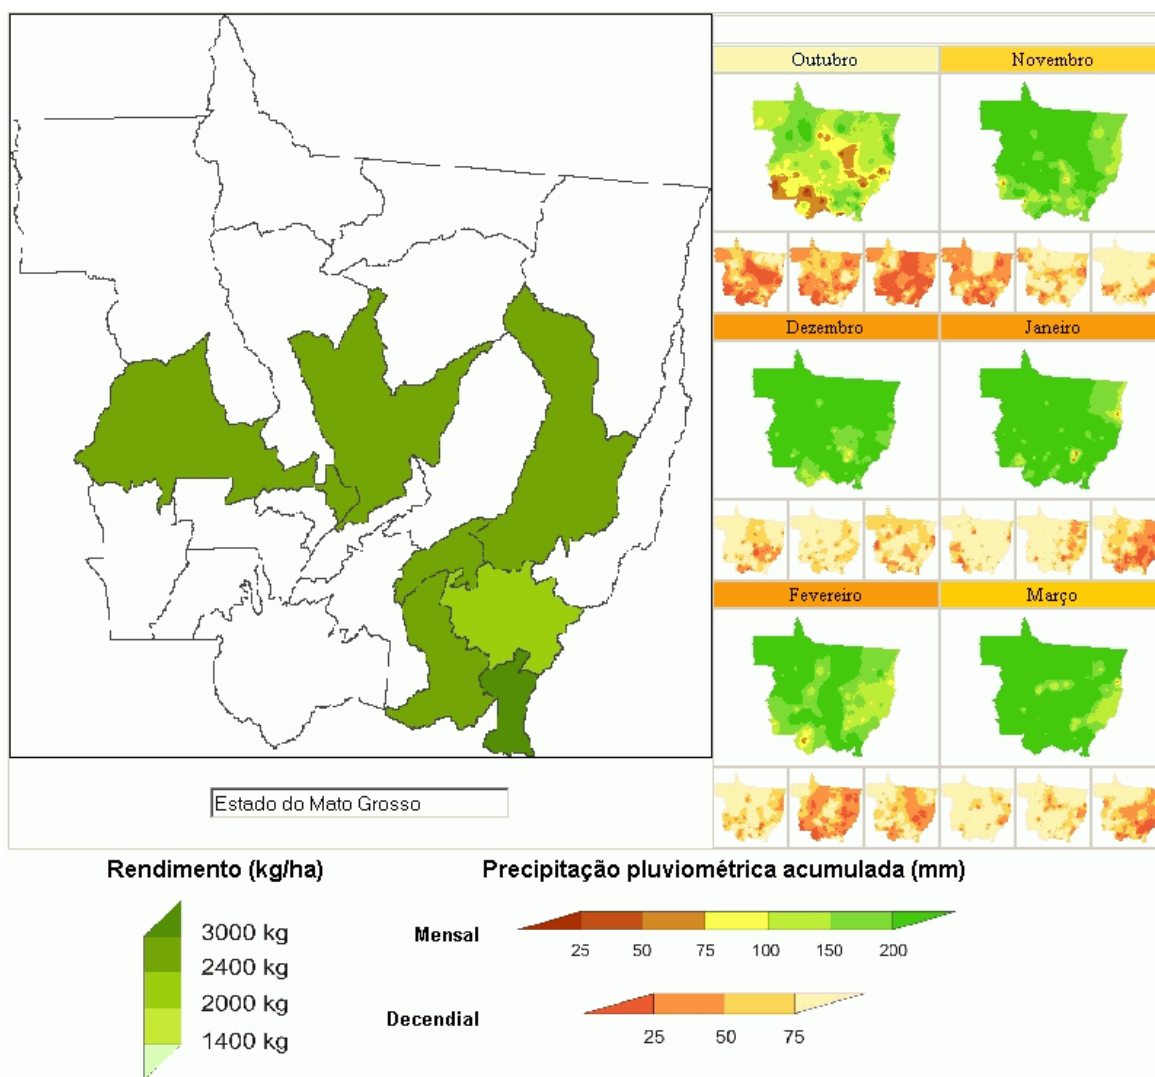 Outubro Novembro
Dezembro Janeiro
Fevereiro Março
Estado do Mato Grosso
Rendimento (kg/ha)
3000 kg
2400 kg
2000 kg
1400 kg
Precipitação pluviométrica acumulada (mm)
Mensal
25 50 75 100 150 200
Decendial
25 50 75